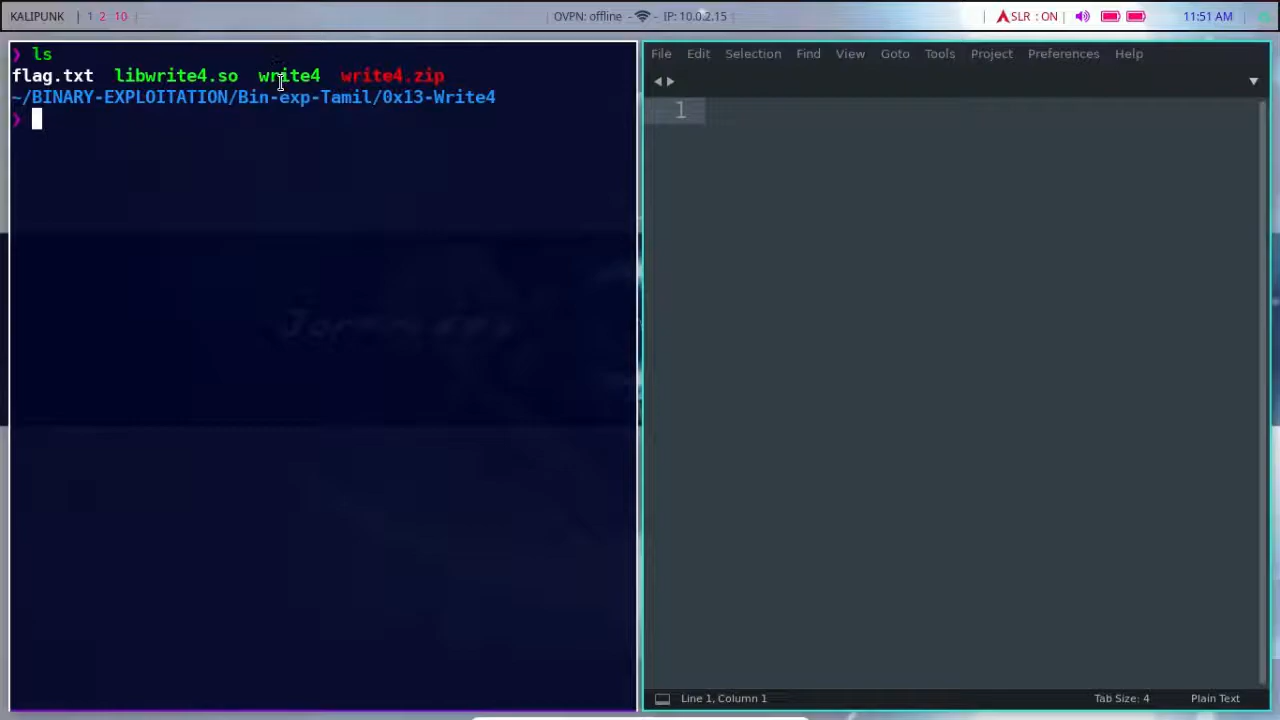 KALIPUNK | 1 2 10 | OVPN: offline - IP: 10.0.2.15 SLR : ON 11:51 AM
❯ ls
flag.txt libwrite4.so write4 write4.zip
~/BINARY-EXPLOITATION/Bin-exp-Tamil/0x13-Write4
❯
File Edit Selection Find View Goto Tools Project Preferences Help
1
Line 1, Column 1 Tab Size: 4 Plain Text